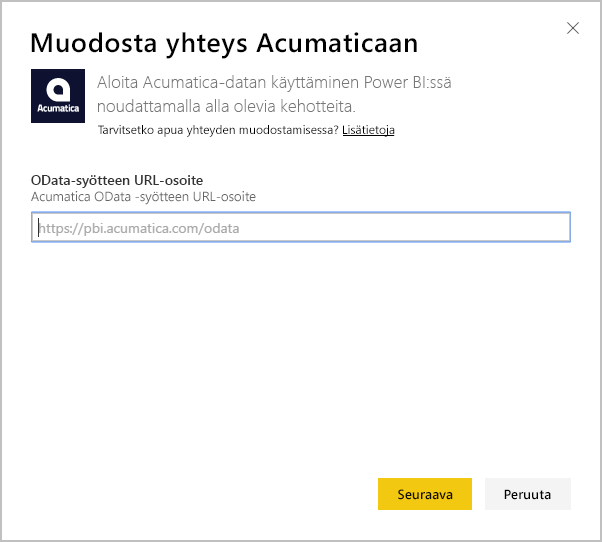 Muodosta yhteys Acumaticaan
Acumatica
Aloita Acumatica-datan käyttäminen Power BI:ssä
noudattamalla alla olevia kehotteita.
Tarvitsetko apua yhteyden muodostamisessa? Lisätietoja
OData-syötteen URL-osoite
Acumatica OData -syötteen URL-osoite
https://pbi.acumatica.com/odata
Seuraava Peruuta